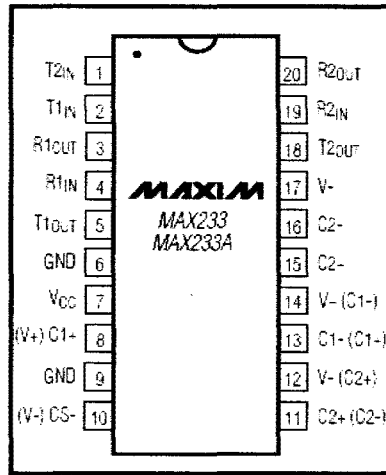 T2IN 1 20 R2OUT
T1IN 2 19 R2IN
R1OUT 3 18 T2OUT
R1IN 4 17 V-
T1OUT 5 16 C2-
GND 6 15 C2-
VCC 7 14 V- (C1-)
(V+) C1+ 8 13 C1- (C1+)
GND 9 12 V- (C2+)
(V-) CS- 10 11 C2+ (C2-)
MAXIM
MAX233
MAX233A